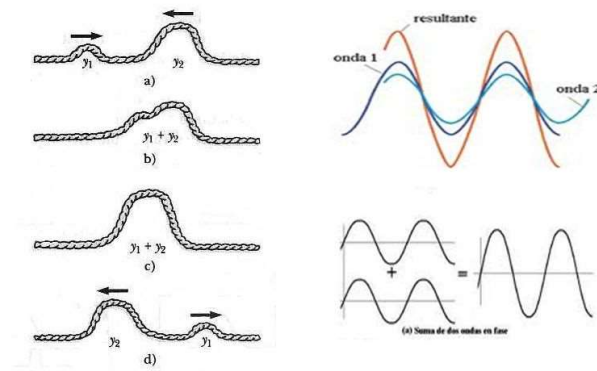 y₁
y₂
a)
y₁ + y₂
b)
y₁ + y₂
c)
y₂
y₁
d)
resultante
onda 1
onda 2
+
=
(a) Suma de dos ondas en fase